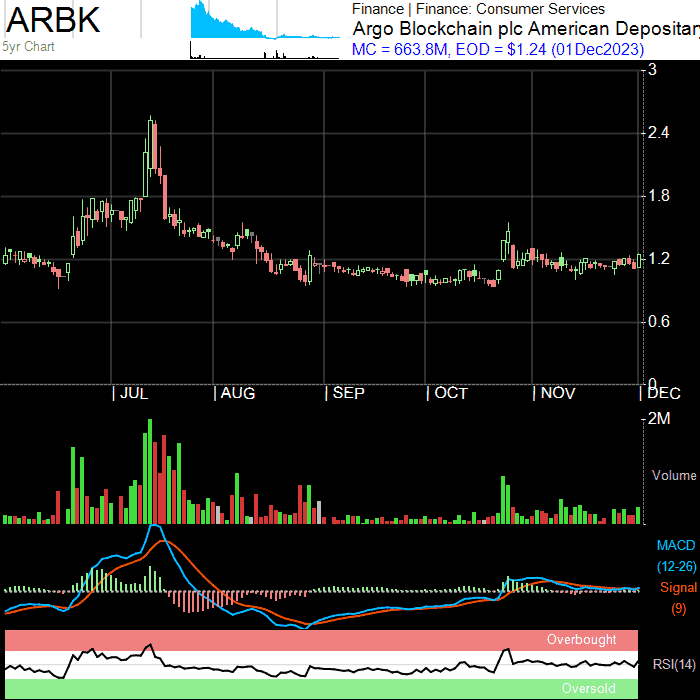 ARBK
5yr Chart
Finance | Finance: Consumer Services
Argo Blockchain plc American Depositary
MC = 663.8M, EOD = $1.24 (01Dec2023)
3
2.4
1.8
1.2
0.6
0
| JUL | AUG | SEP | OCT | NOV | DEC
2M
Volume
MACD
(12-26)
Signal
(9)
Overbought
RSI(14)
Oversold